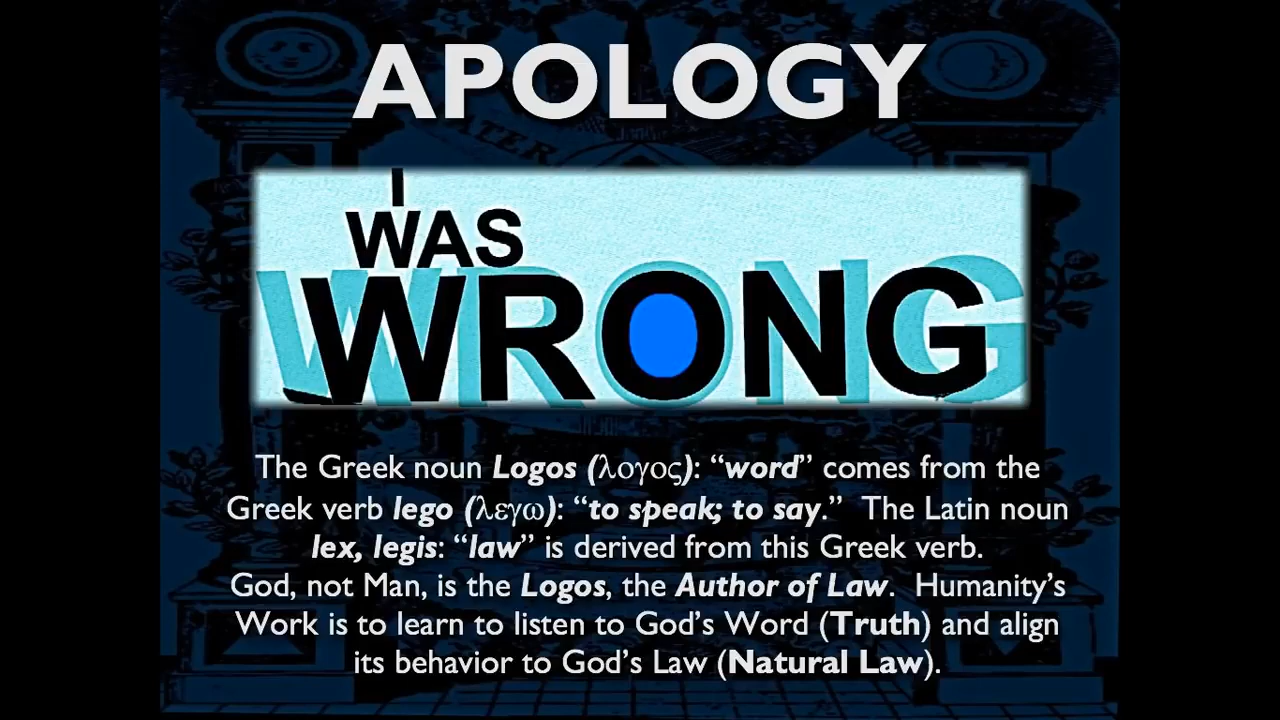 APOLOGY
I
WAS
WRONG
The Greek noun Logos (λογος): “word” comes from the
Greek verb lego (λεγω): “to speak; to say.” The Latin noun
lex, legis: “law” is derived from this Greek verb.
God, not Man, is the Logos, the Author of Law. Humanity’s
Work is to learn to listen to God’s Word (Truth) and align
its behavior to God’s Law (Natural Law).